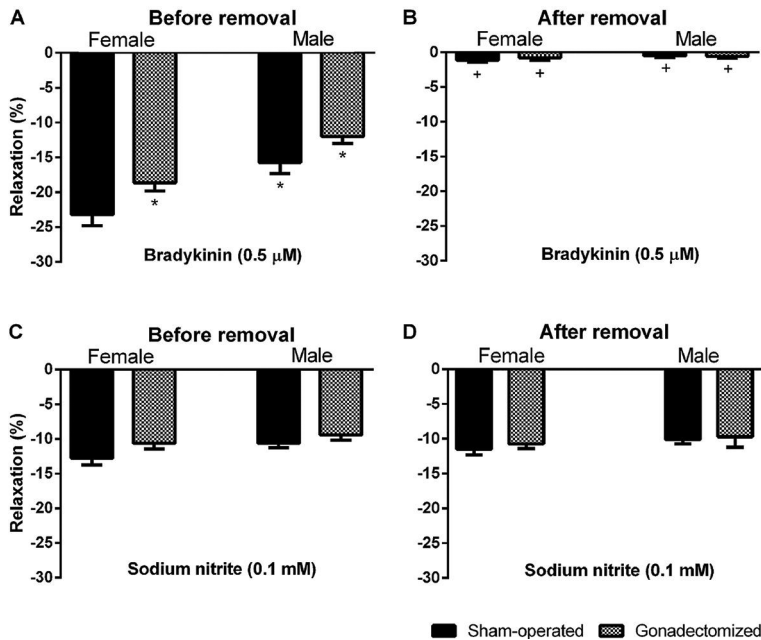 A
Before removal
Female
Male
0
-5
-10
-15
-20
-25
-30
Relaxation (%)
*
*
*
Bradykinin (0.5 µM)
B
After removal
Female
Male
0
-5
-10
-15
-20
-25
-30
Relaxation (%)
+
+
+
+
Bradykinin (0.5 µM)
C
Before removal
Female
Male
0
-5
-10
-15
-20
-25
-30
Relaxation (%)
Sodium nitrite (0.1 mM)
D
After removal
Female
Male
0
-5
-10
-15
-20
-25
-30
Relaxation (%)
Sodium nitrite (0.1 mM)
Sham-operated
Gonadectomized